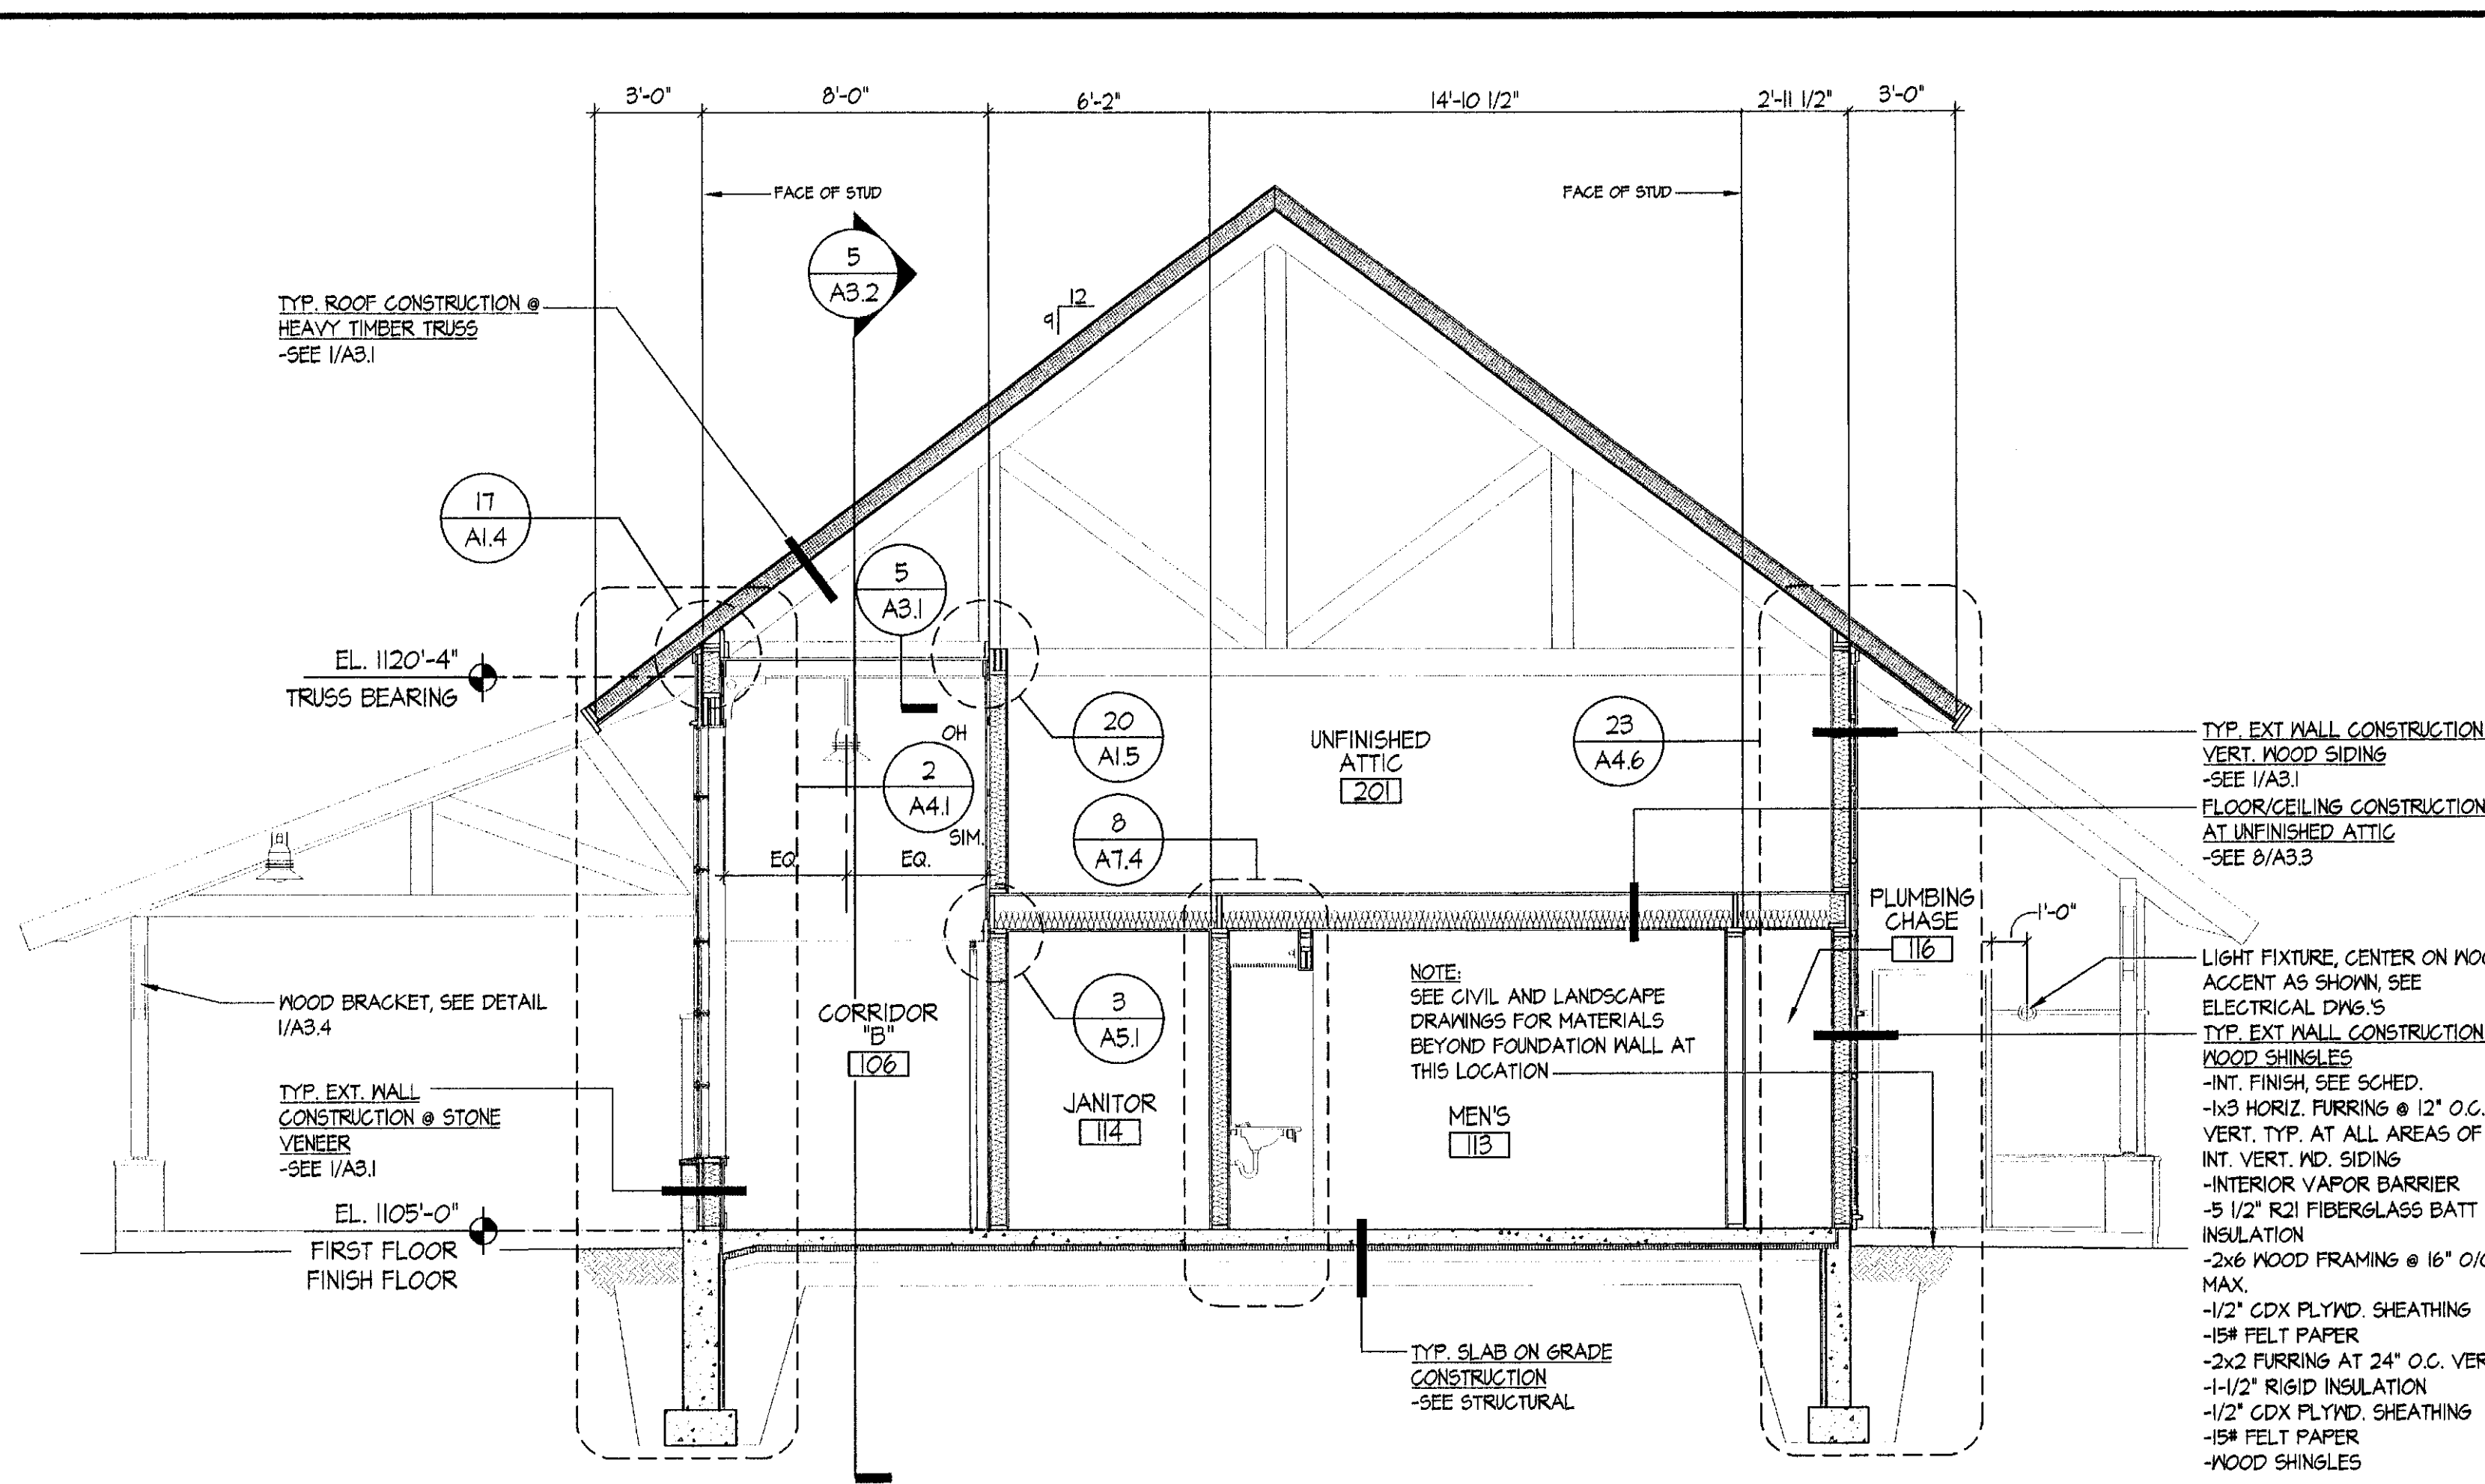 3'-0"
8'-0"
6'-2"
14'-10 1/2"
2'-11 1/2"
3'-0"
FACE OF STUD
FACE OF STUD
5
A3.2
12
9
TYP. ROOF CONSTRUCTION @
HEAVY TIMBER TRUSS
-SEE 1/A3.1
17
A1.4
5
A3.1
EL. 1120'-4"
TRUSS BEARING
OH
2
A4.1
SIM.
EQ.
EQ.
20
A1.5
8
A7.4
UNFINISHED
ATTIC
201
23
A4.6
TYP. EXT WALL CONSTRUCTION
VERT. WOOD SIDING
-SEE 1/A3.1
FLOOR/CEILING CONSTRUCTION
AT UNFINISHED ATTIC
-SEE 8/A3.3
PLUMBING
CHASE
116
1'-0"
LIGHT FIXTURE, CENTER ON
ACCENT AS SHOWN, SEE
ELECTRICAL DWG.'S
TYP. EXT WALL CONSTRUCTION
WOOD SHINGLES
-INT. FINISH, SEE SCHED.
-1x3 HORIZ. FURRING @ 12" O.C.
VERT. TYP. AT ALL AREAS OF
INT. VERT. WD. SIDING
-INTERIOR VAPOR BARRIER
-5 1/2" R21 FIBERGLASS BATT
INSULATION
-2x6 WOOD FRAMING @ 16"
MAX.
-1/2" CDX PLYWD. SHEATHING
-15# FELT PAPER
-2x2 FURRING AT 24" O.C.
-1-1/2" RIGID INSULATION
-1/2" CDX PLYWD. SHEATHING
-15# FELT PAPER
-WOOD SHINGLES
WOOD BRACKET, SEE DETAIL
1/A3.4
TYP. EXT. WALL
CONSTRUCTION @ STONE
VENEER
-SEE 1/A3.1
EL. 1105'-0"
FIRST FLOOR
FINISH FLOOR
CORRIDOR
"B"
106
3
A5.1
JANITOR
114
NOTE:
SEE CIVIL AND LANDSCAPE
DRAWINGS FOR MATERIALS
BEYOND FOUNDATION WALL AT
THIS LOCATION
MEN'S
113
TYP. SLAB ON GRADE
CONSTRUCTION
-SEE STRUCTURAL